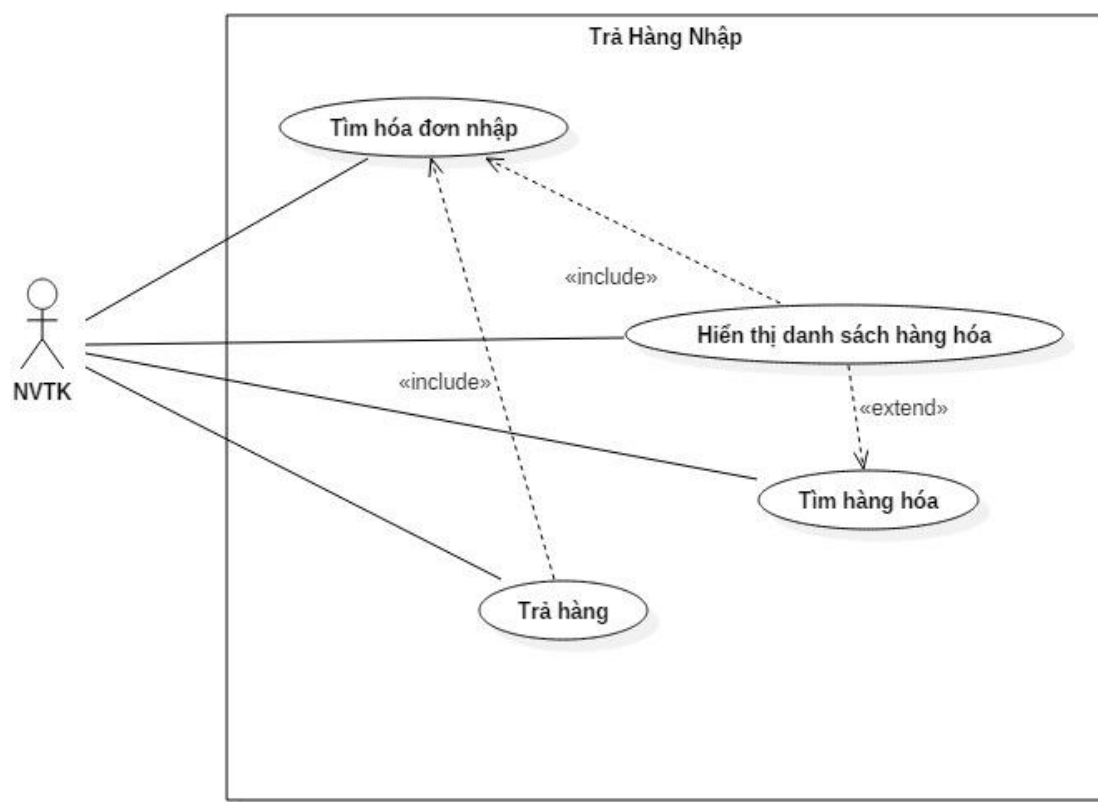 Trả Hàng Nhập
Tìm hóa đơn nhập
«include»
Hiển thị danh sách hàng hóa
NVTK
«include»
«extend»
Tìm hàng hóa
Trả hàng